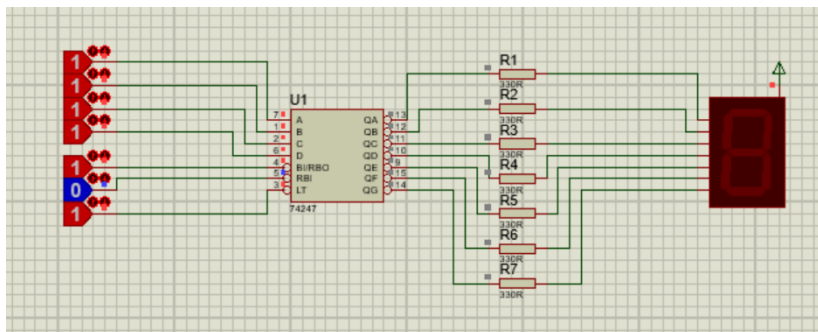 1
1
1
1
1
0
1
U1
7 A QA 13
1 B QB 12
2 C QC 11
6 D QD 10
4 BI/RBO QE 9
5 RBI QF 15
3 LT QG 14
74247
R1
330R
R2
330R
R3
330R
R4
330R
R5
330R
R6
330R
R7
330R
8